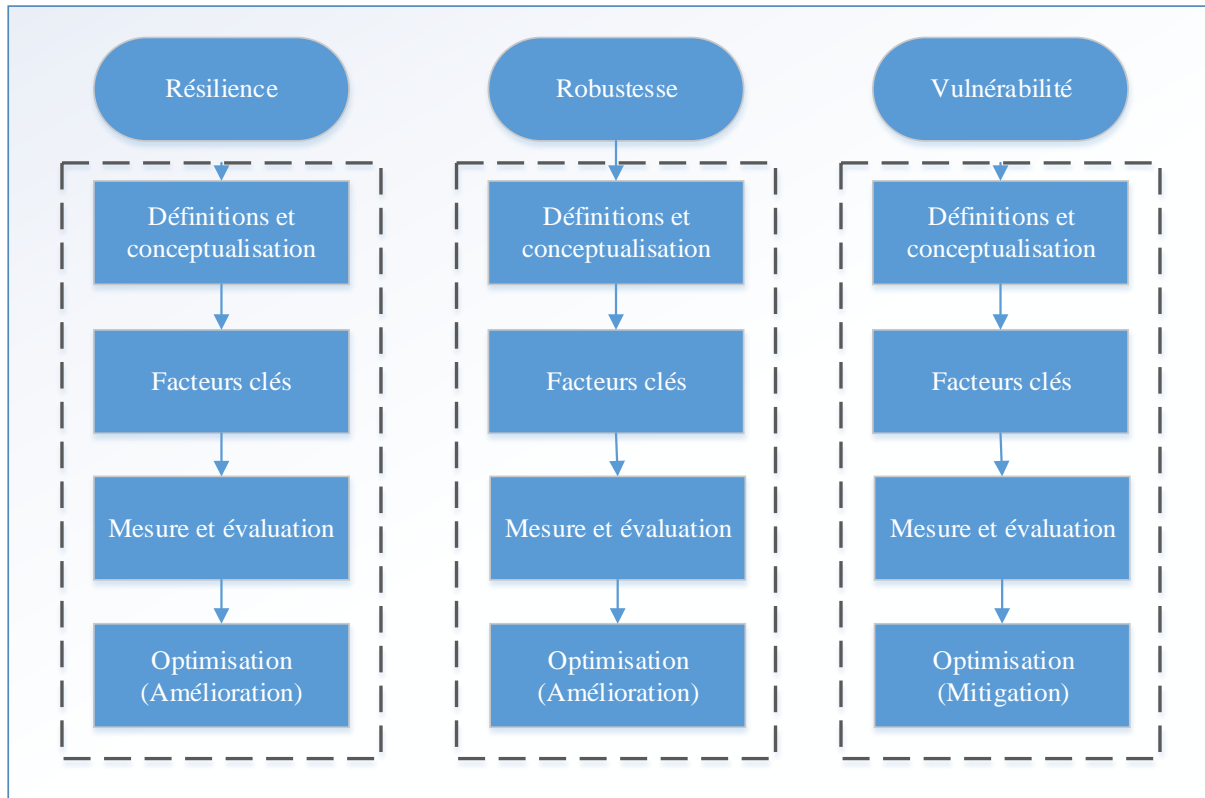 Résilience
Définitions et
conceptualisation
Facteurs clés
Mesure et évaluation
Optimisation
(Amélioration)
Robustesse
Définitions et
conceptualisation
Facteurs clés
Mesure et évaluation
Optimisation
(Amélioration)
Vulnérabilité
Définitions et
conceptualisation
Facteurs clés
Mesure et évaluation
Optimisation
(Mitigation)